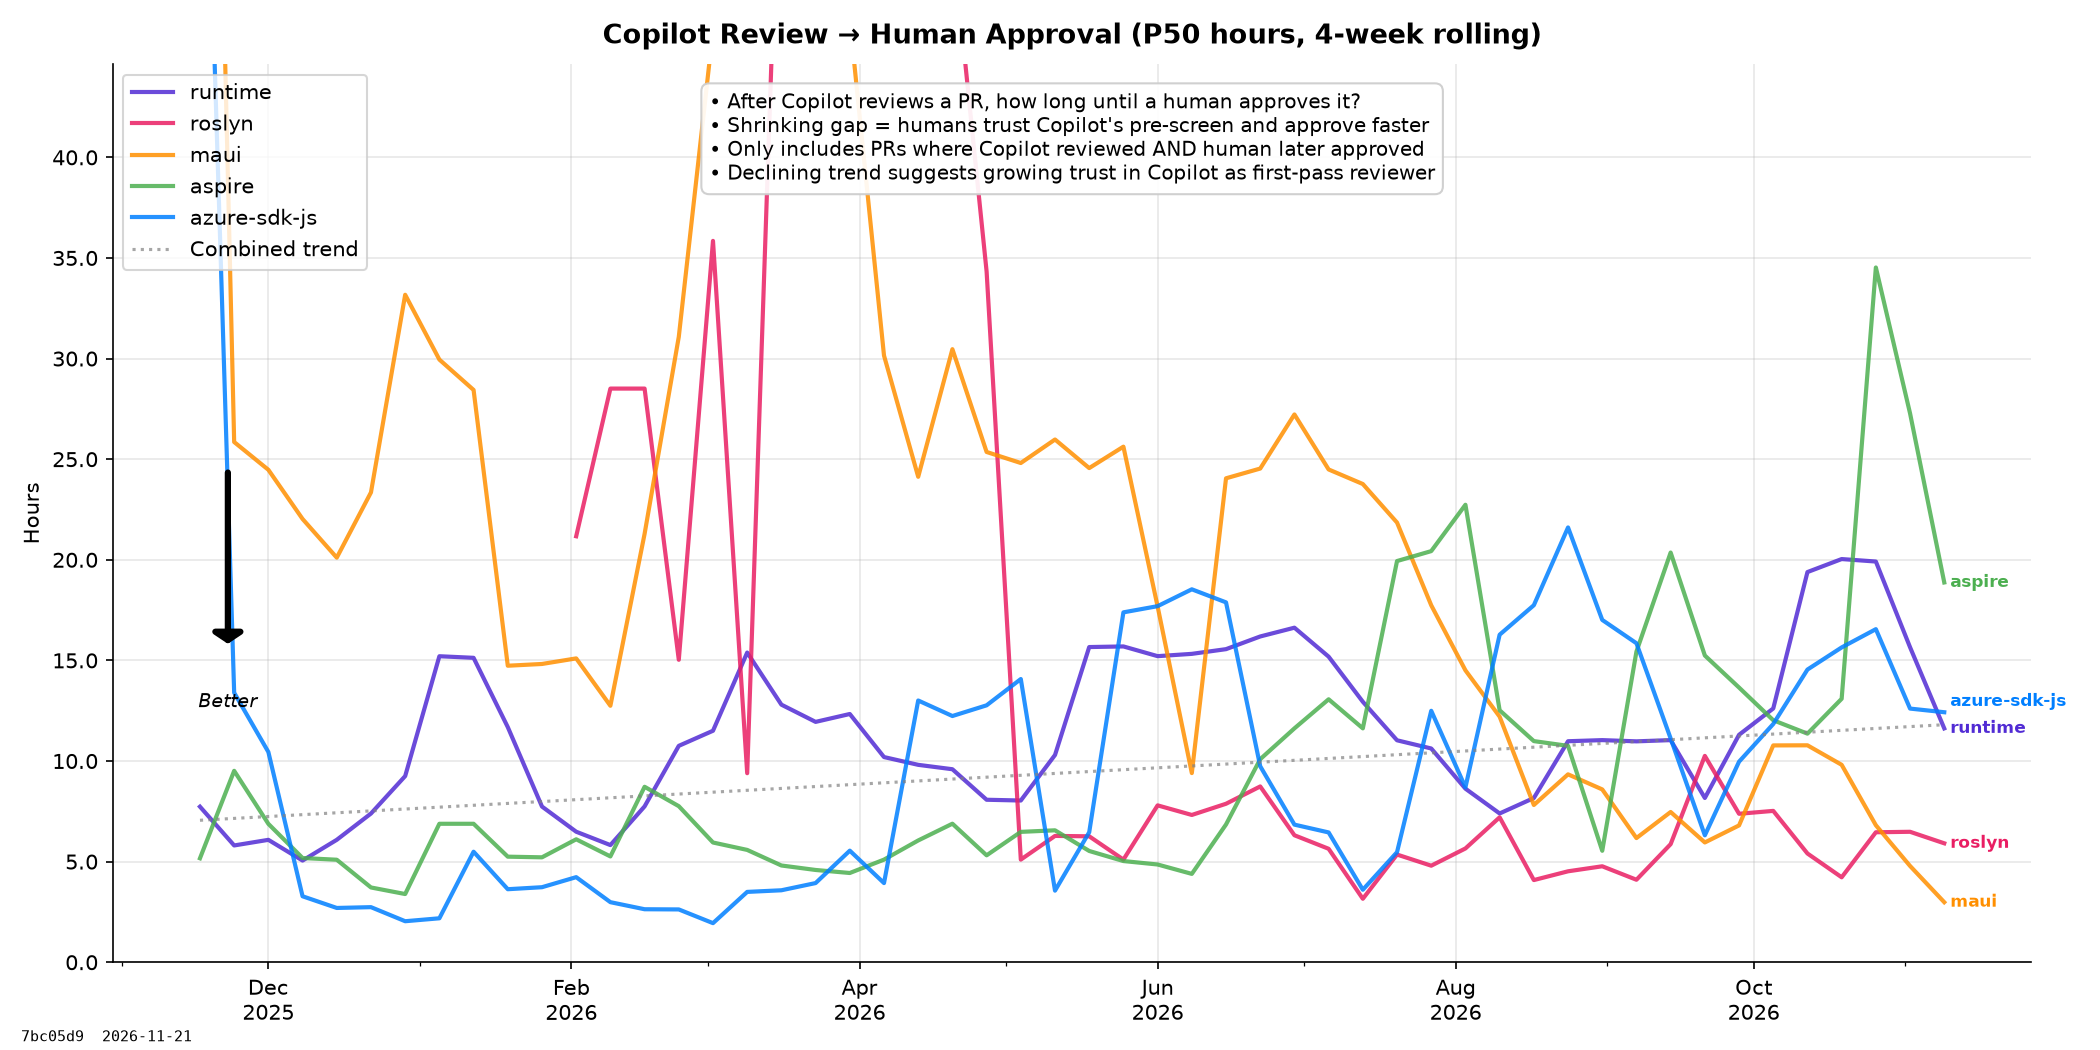 Copilot Review → Human Approval (P50 hours, 4-week rolling)
runtime
roslyn
maui
aspire
azure-sdk-js
Combined trend
• After Copilot reviews a PR, how long until a human approves it?
• Shrinking gap = humans trust Copilot's pre-screen and approve faster
• Only includes PRs where Copilot reviewed AND human later approved
• Declining trend suggests growing trust in Copilot as first-pass reviewer
Hours
40.0
35.0
30.0
25.0
20.0
15.0
10.0
5.0
0.0
Better
aspire
azure-sdk-js
runtime
roslyn
maui
Dec
2025
Feb
2026
Apr
2026
Jun
2026
Aug
2026
Oct
2026
7bc05d9  2026-11-21